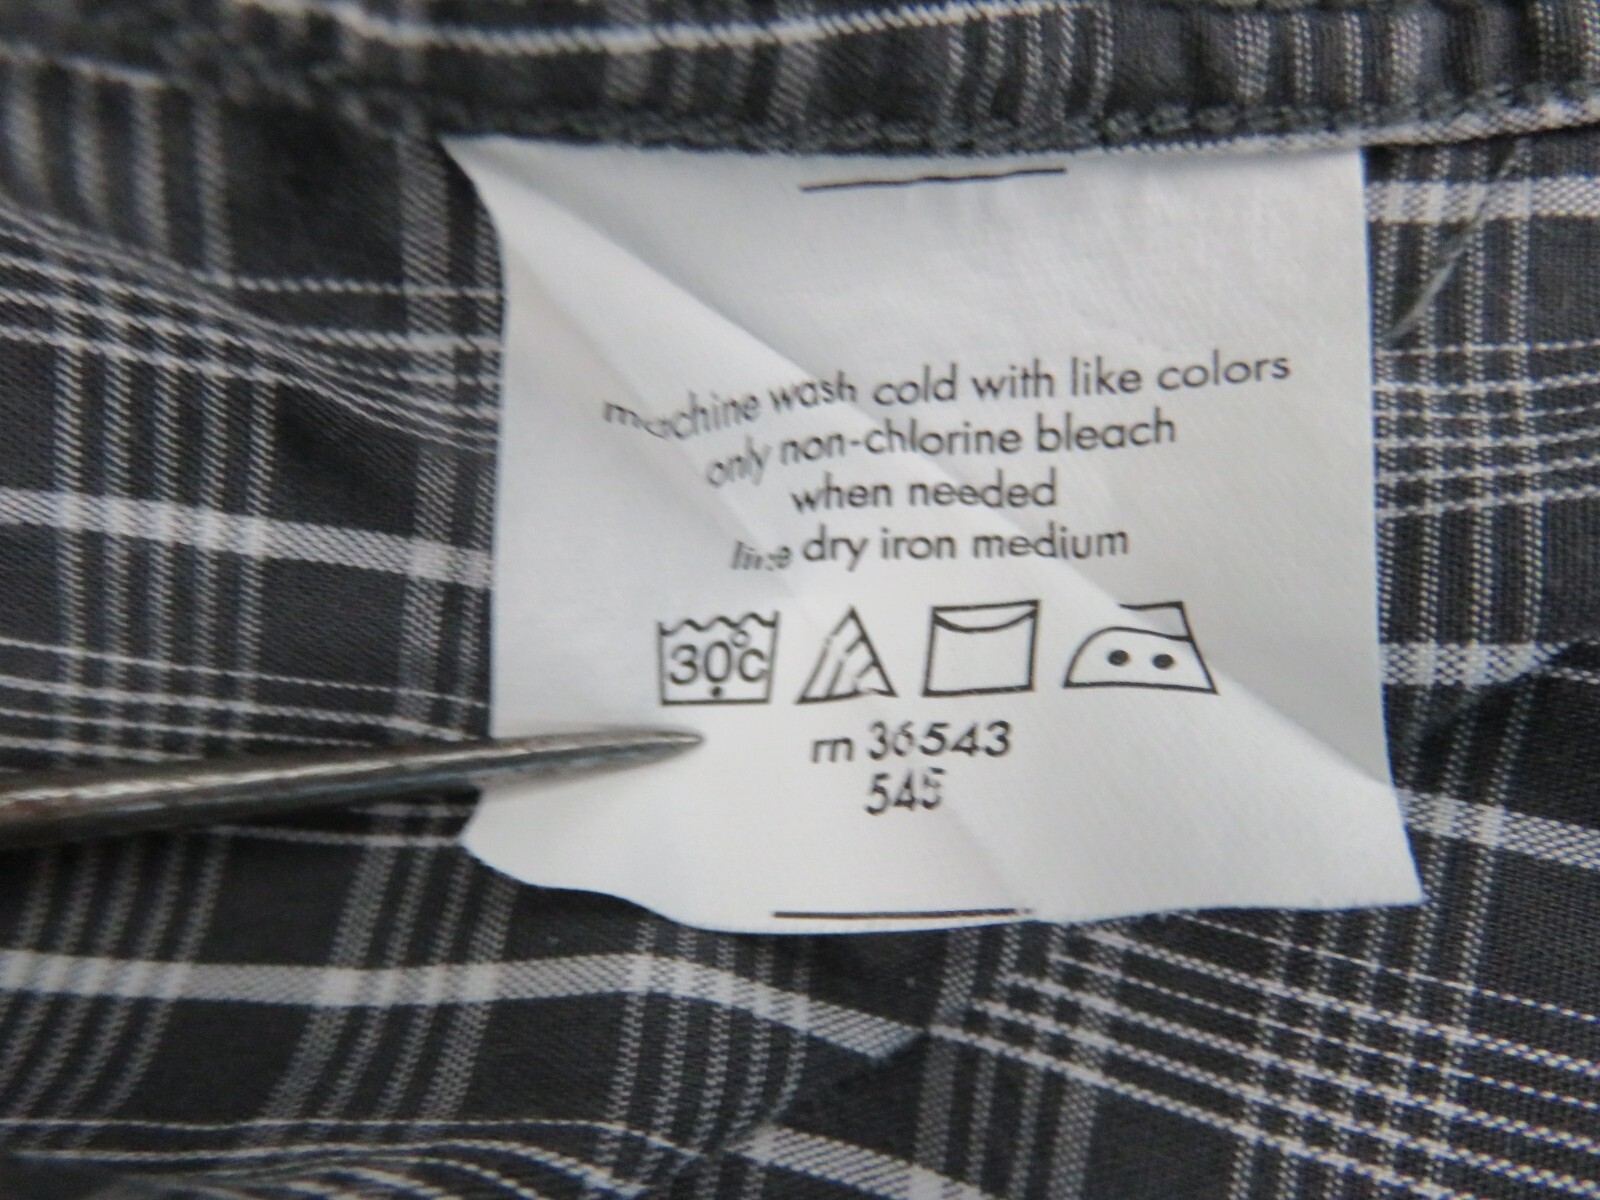 machine wash cold with like colors
only non-chlorine bleach
when needed
line dry iron medium
30°C
rn 36543
545